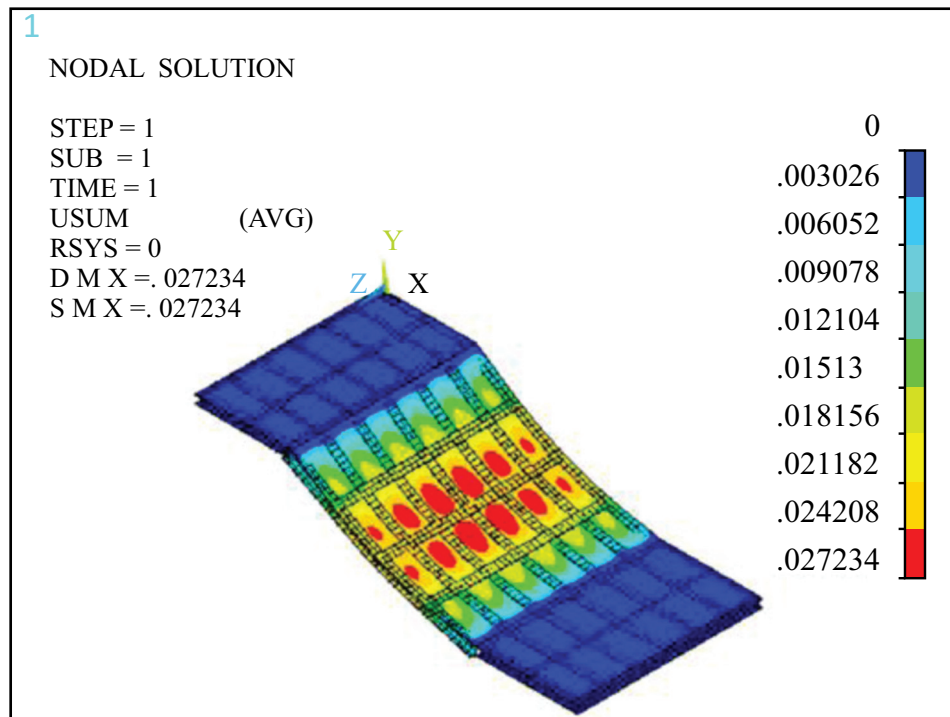 1
NODAL SOLUTION
STEP = 1
SUB = 1
TIME = 1
USUM (AVG)
RSYS = 0
D M X =. 027234
S M X =. 027234
Y
Z X
0
.003026
.006052
.009078
.012104
.01513
.018156
.021182
.024208
.027234